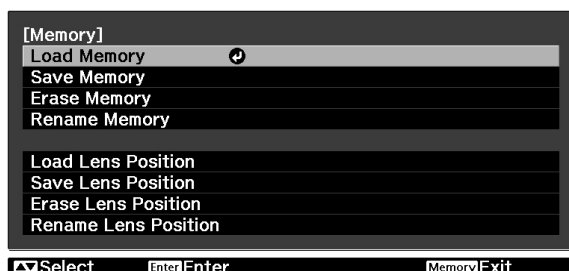 [Memory]
Load Memory
Save Memory
Erase Memory
Rename Memory
Load Lens Position
Save Lens Position
Erase Lens Position
Rename Lens Position
Select Enter Enter Memory Exit